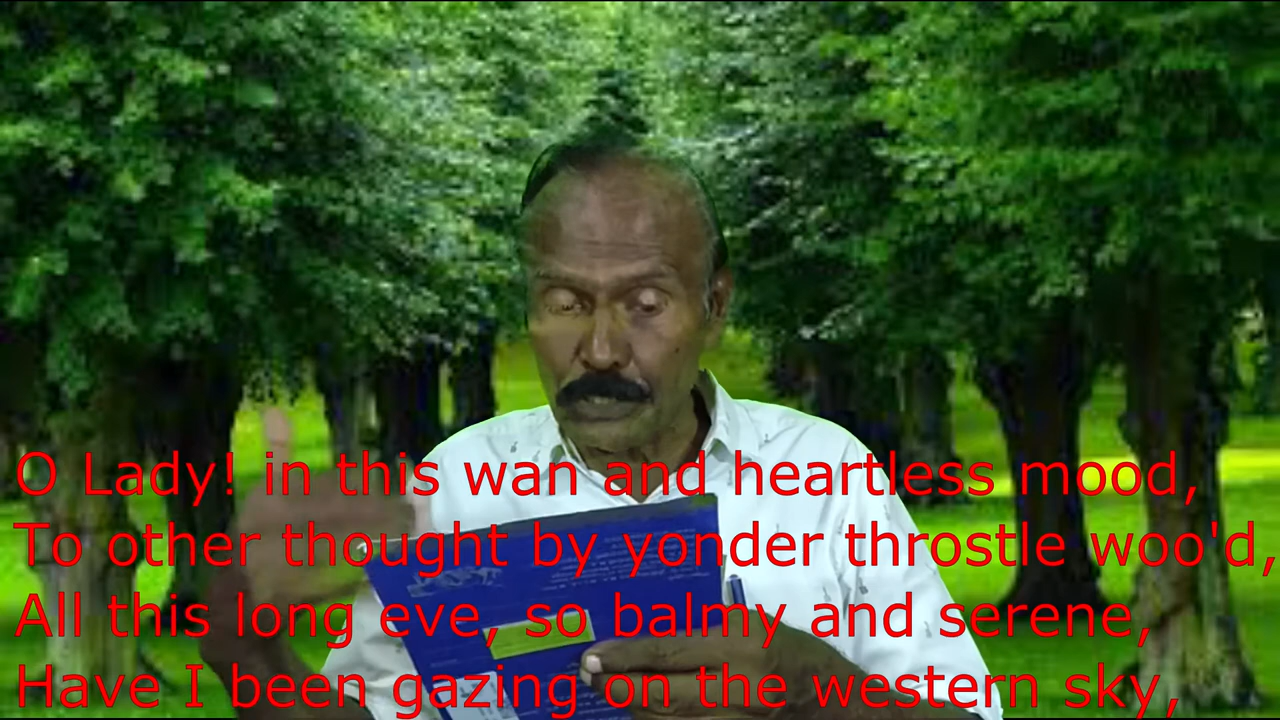 O Lady! in this wan and heartless mood,
To other thought by yonder throstle woo'd,
All this long eve, so balmy and serene,
Have I been gazing on the western sky,